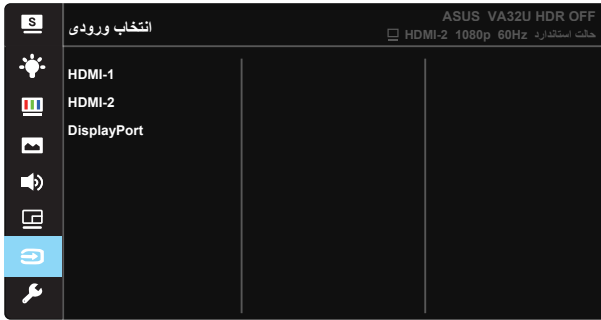 S
انتخاب ورودی
ASUS VA32U HDR OFF
حالت استاندارد HDMI-2 1080p 60Hz
HDMI-1
HDMI-2
DisplayPort